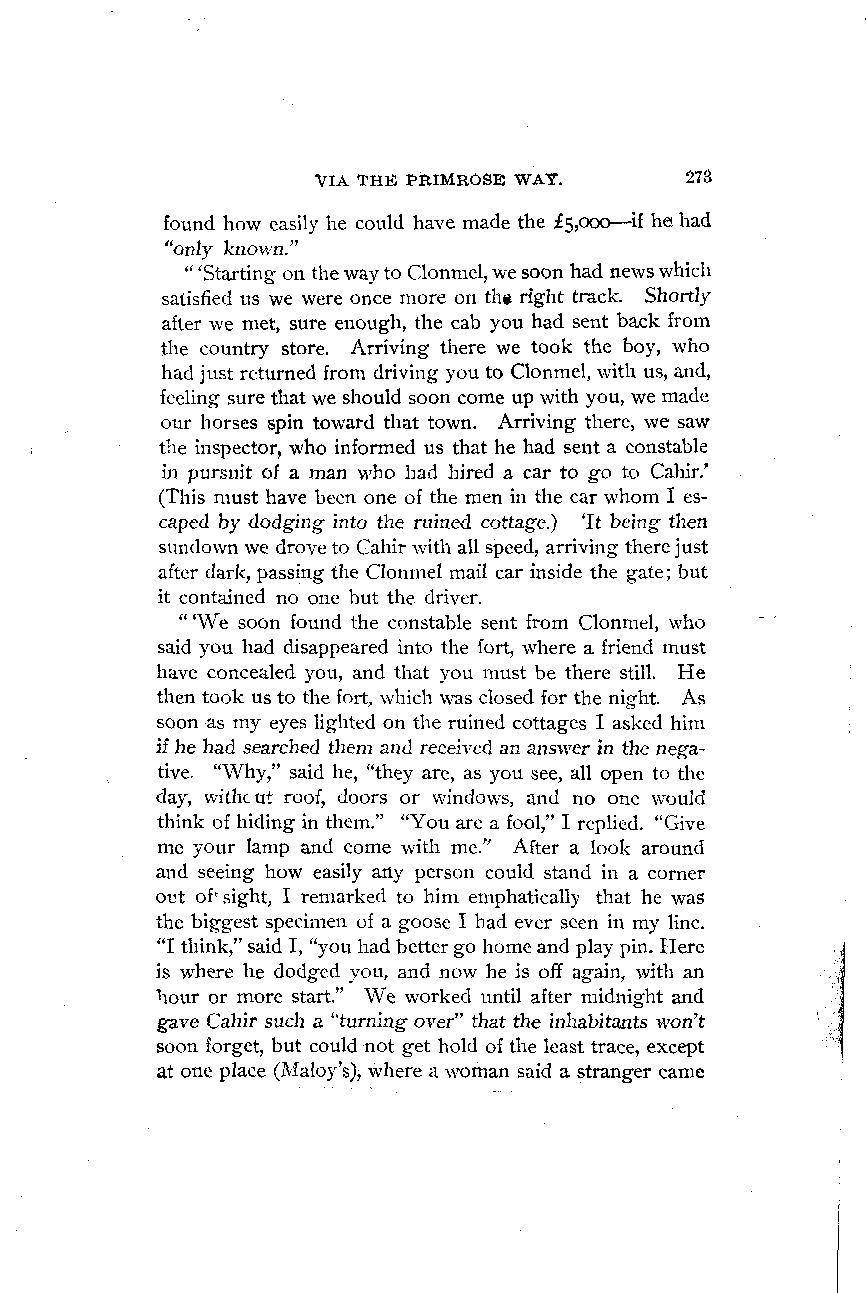 VIA THE PRIMROSE WAY. 273
found how easily he could have made the £5,000—if he had
“only known.”
“ ‘Starting on the way to Clonmel, we soon had news which
satisfied us we were once more on the right track. Shortly
after we met, sure enough, the cab you had sent back from
the country store. Arriving there we took the boy, who
had just returned from driving you to Clonmel, with us, and,
feeling sure that we should soon come up with you, we made
our horses spin toward that town. Arriving there, we saw
the inspector, who informed us that he had sent a constable
in pursuit of a man who had hired a car to go to Cahir.’
(This must have been one of the men in the car whom I es-
caped by dodging into the ruined cottage.) ‘It being then
sundown we drove to Cahir with all speed, arriving there just
after dark, passing the Clonmel mail car inside the gate; but
it contained no one but the driver.
“ ‘We soon found the constable sent from Clonmel, who
said you had disappeared into the fort, where a friend must
have concealed you, and that you must be there still. He
then took us to the fort, which was closed for the night. As
soon as my eyes lighted on the ruined cottages I asked him
if he had searched them and received an answer in the nega-
tive. “Why,” said he, “they are, as you see, all open to the
day, without roof, doors or windows, and no one would
think of hiding in them.” “You are a fool,” I replied. “Give
me your lamp and come with me.” After a look around
and seeing how easily any person could stand in a corner
out of sight, I remarked to him emphatically that he was
the biggest specimen of a goose I had ever seen in my line.
“I think,” said I, “you had better go home and play pin. Here
is where he dodged you, and now he is off again, with an
hour or more start.” We worked until after midnight and
gave Cahir such a “turning over” that the inhabitants won’t
soon forget, but could not get hold of the least trace, except
at one place (Maloy’s), where a woman said a stranger came